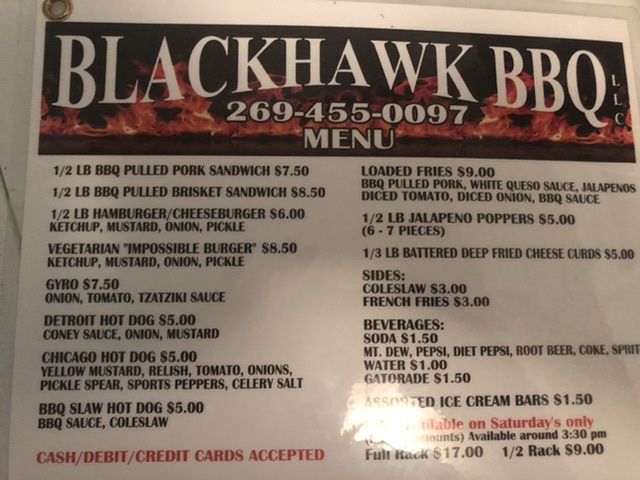 BLACKHAWK BBQ LLC
269-455-0097
MENU
1/2 LB BBQ PULLED PORK SANDWICH $7.50
1/2 LB BBQ PULLED BRISKET SANDWICH $8.50
1/2 LB HAMBURGER/CHEESEBURGER $6.00
KETCHUP, MUSTARD, ONION, PICKLE
VEGETARIAN "IMPOSSIBLE BURGER" $8.50
KETCHUP, MUSTARD, ONION, PICKLE
GYRO $7.50
ONION, TOMATO, TZATZIKI SAUCE
DETROIT HOT DOG $5.00
CONEY SAUCE, ONION, MUSTARD
CHICAGO HOT DOG $5.00
YELLOW MUSTARD, RELISH, TOMATO, ONIONS,
PICKLE SPEAR, SPORTS PEPPERS, CELERY SALT
BBQ SLAW HOT DOG $5.00
BBQ SAUCE, COLESLAW
CASH/DEBIT/CREDIT CARDS ACCEPTED
LOADED FRIES $9.00
BBQ PULLED PORK, WHITE QUESO SAUCE, JALAPENOS
DICED TOMATO, DICED ONION, BBQ SAUCE
1/2 LB JALAPENO POPPERS $5.00
(6 - 7 PIECES)
1/3 LB BATTERED DEEP FRIED CHEESE CURDS $5.00
SIDES:
COLESLAW $3.00
FRENCH FRIES $3.00
BEVERAGES:
SODA $1.50
MT. DEW, PEPSI, DIET PEPSI, ROOT BEER, COKE, SPRIT
WATER $1.00
GATORADE $1.50
ASSORTED ICE CREAM BARS $1.50
available on Saturday's only
amounts) Available around 3:30 pm
Full Rack $17.00 1/2 Rack $9.00